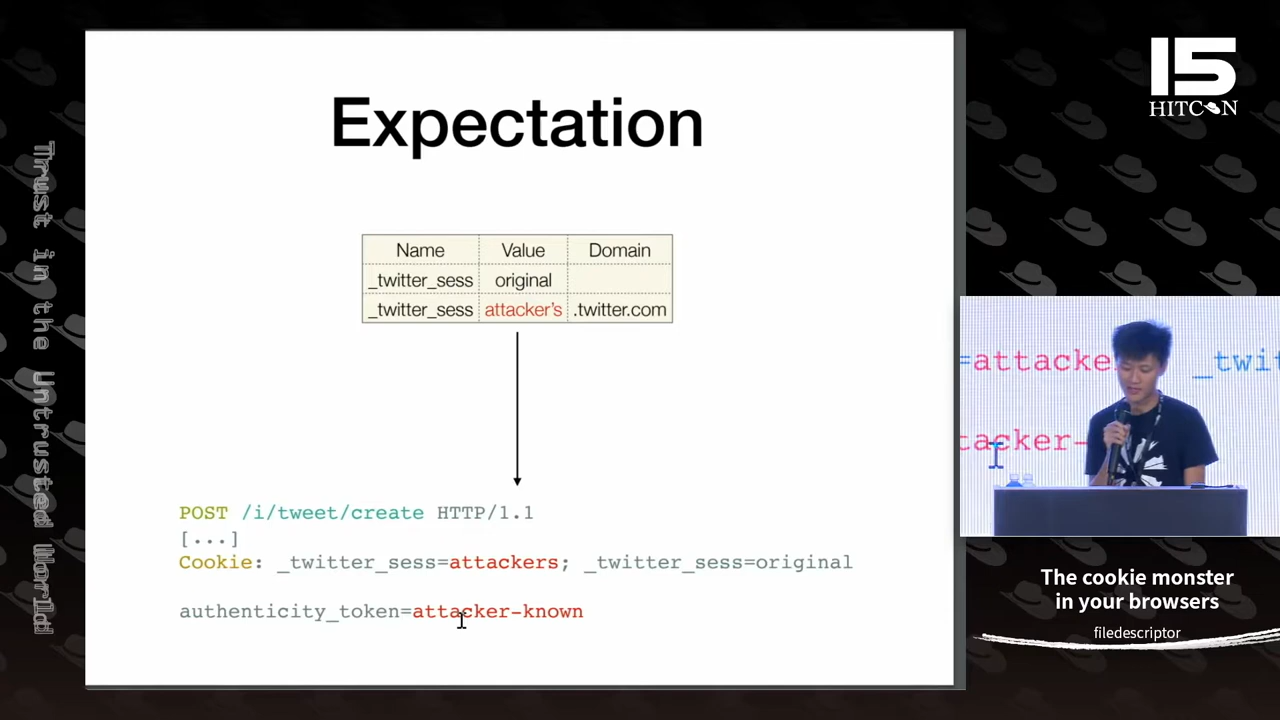 Expectation
Name Value Domain
_twitter_sess original
_twitter_sess attacker's .twitter.com
POST /i/tweet/create HTTP/1.1
[...]
Cookie: _twitter_sess=attackers; _twitter_sess=original
authenticity_token=attacker-known
Thrust in the Untrusted World
15
HITCON
=attacke _twit
tacker-
The cookie monster
in your browsers
filedescriptor